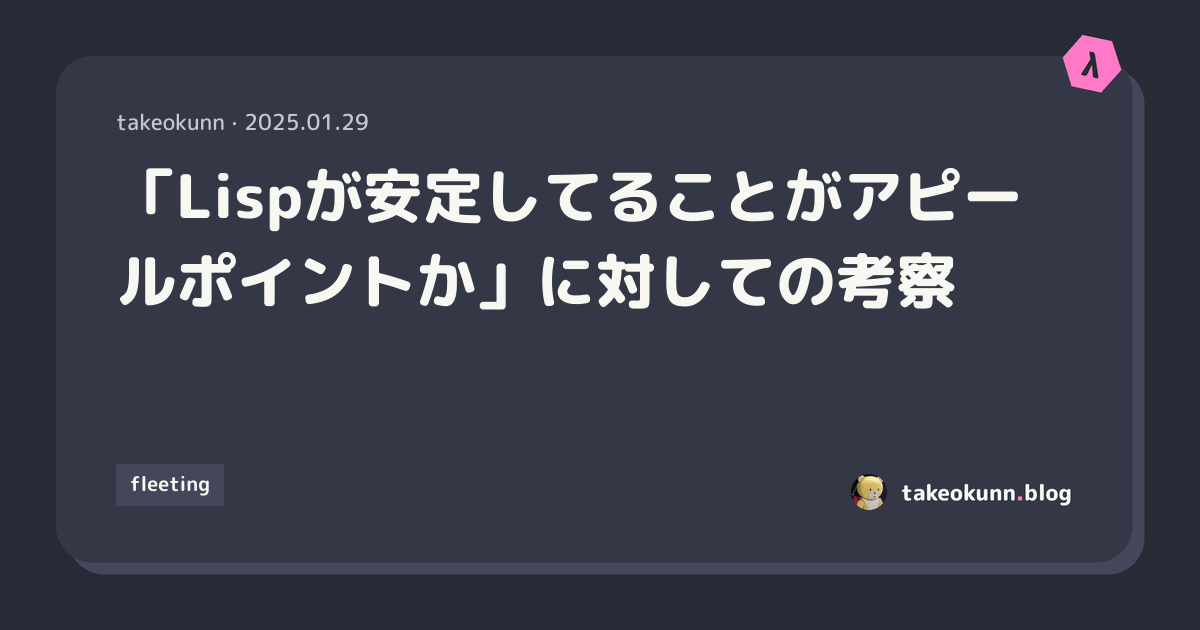 takeokunn · 2025.01.29
「Lispが安定してることがアピー
ルポイントか」に対しての考察
fleeting
takeokunn.blog
λ